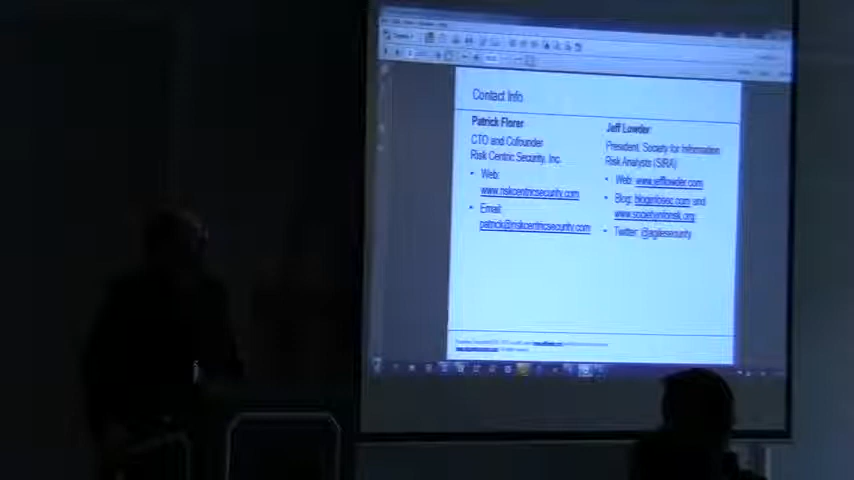 Contact Info
Patrick Florer
CTO and Cofounder
Risk Centric Security, Inc.
• Web:
www.riskcentricsecurity.com
• Email:
patrick@riskcentricsecurity.com
Jeff Lowder
President, Society for Information
Risk Analysts (SIRA)
• Web: www.jefflowder.com
• Blog: bloginfosec.com and
www.societyinforisk.org
• Twitter: @agilesecurity